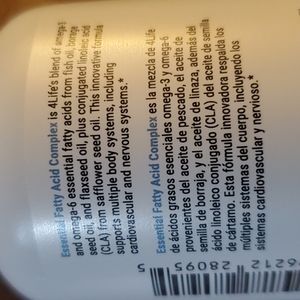 Essential Fatty Acid Complex is 4Life's blend of omega-3
and omega-6 essential fatty acids from fish oil, borage
seed oil, and flaxseed oil, plus conjugated linoleic acid
(CLA) from safflower seed oil. This innovative formula
supports multiple body systems, including
cardiovascular and nervous systems.*
Essential Fatty Acid Complex es la mezcla de 4Life
de ácidos grasos esenciales omega-3 y omega-6
provenientes del aceite de pescado, el aceite de
semilla de borraja, y el aceite de linaza, además del
ácido linoleico conjugado (CLA) del aceite de semilla
de cártamo. Esta fórmula innovadora respalda los
múltiples sistemas del cuerpo, incluyendo los
sistemas cardiovascular y nervioso.*
6212 28095 5